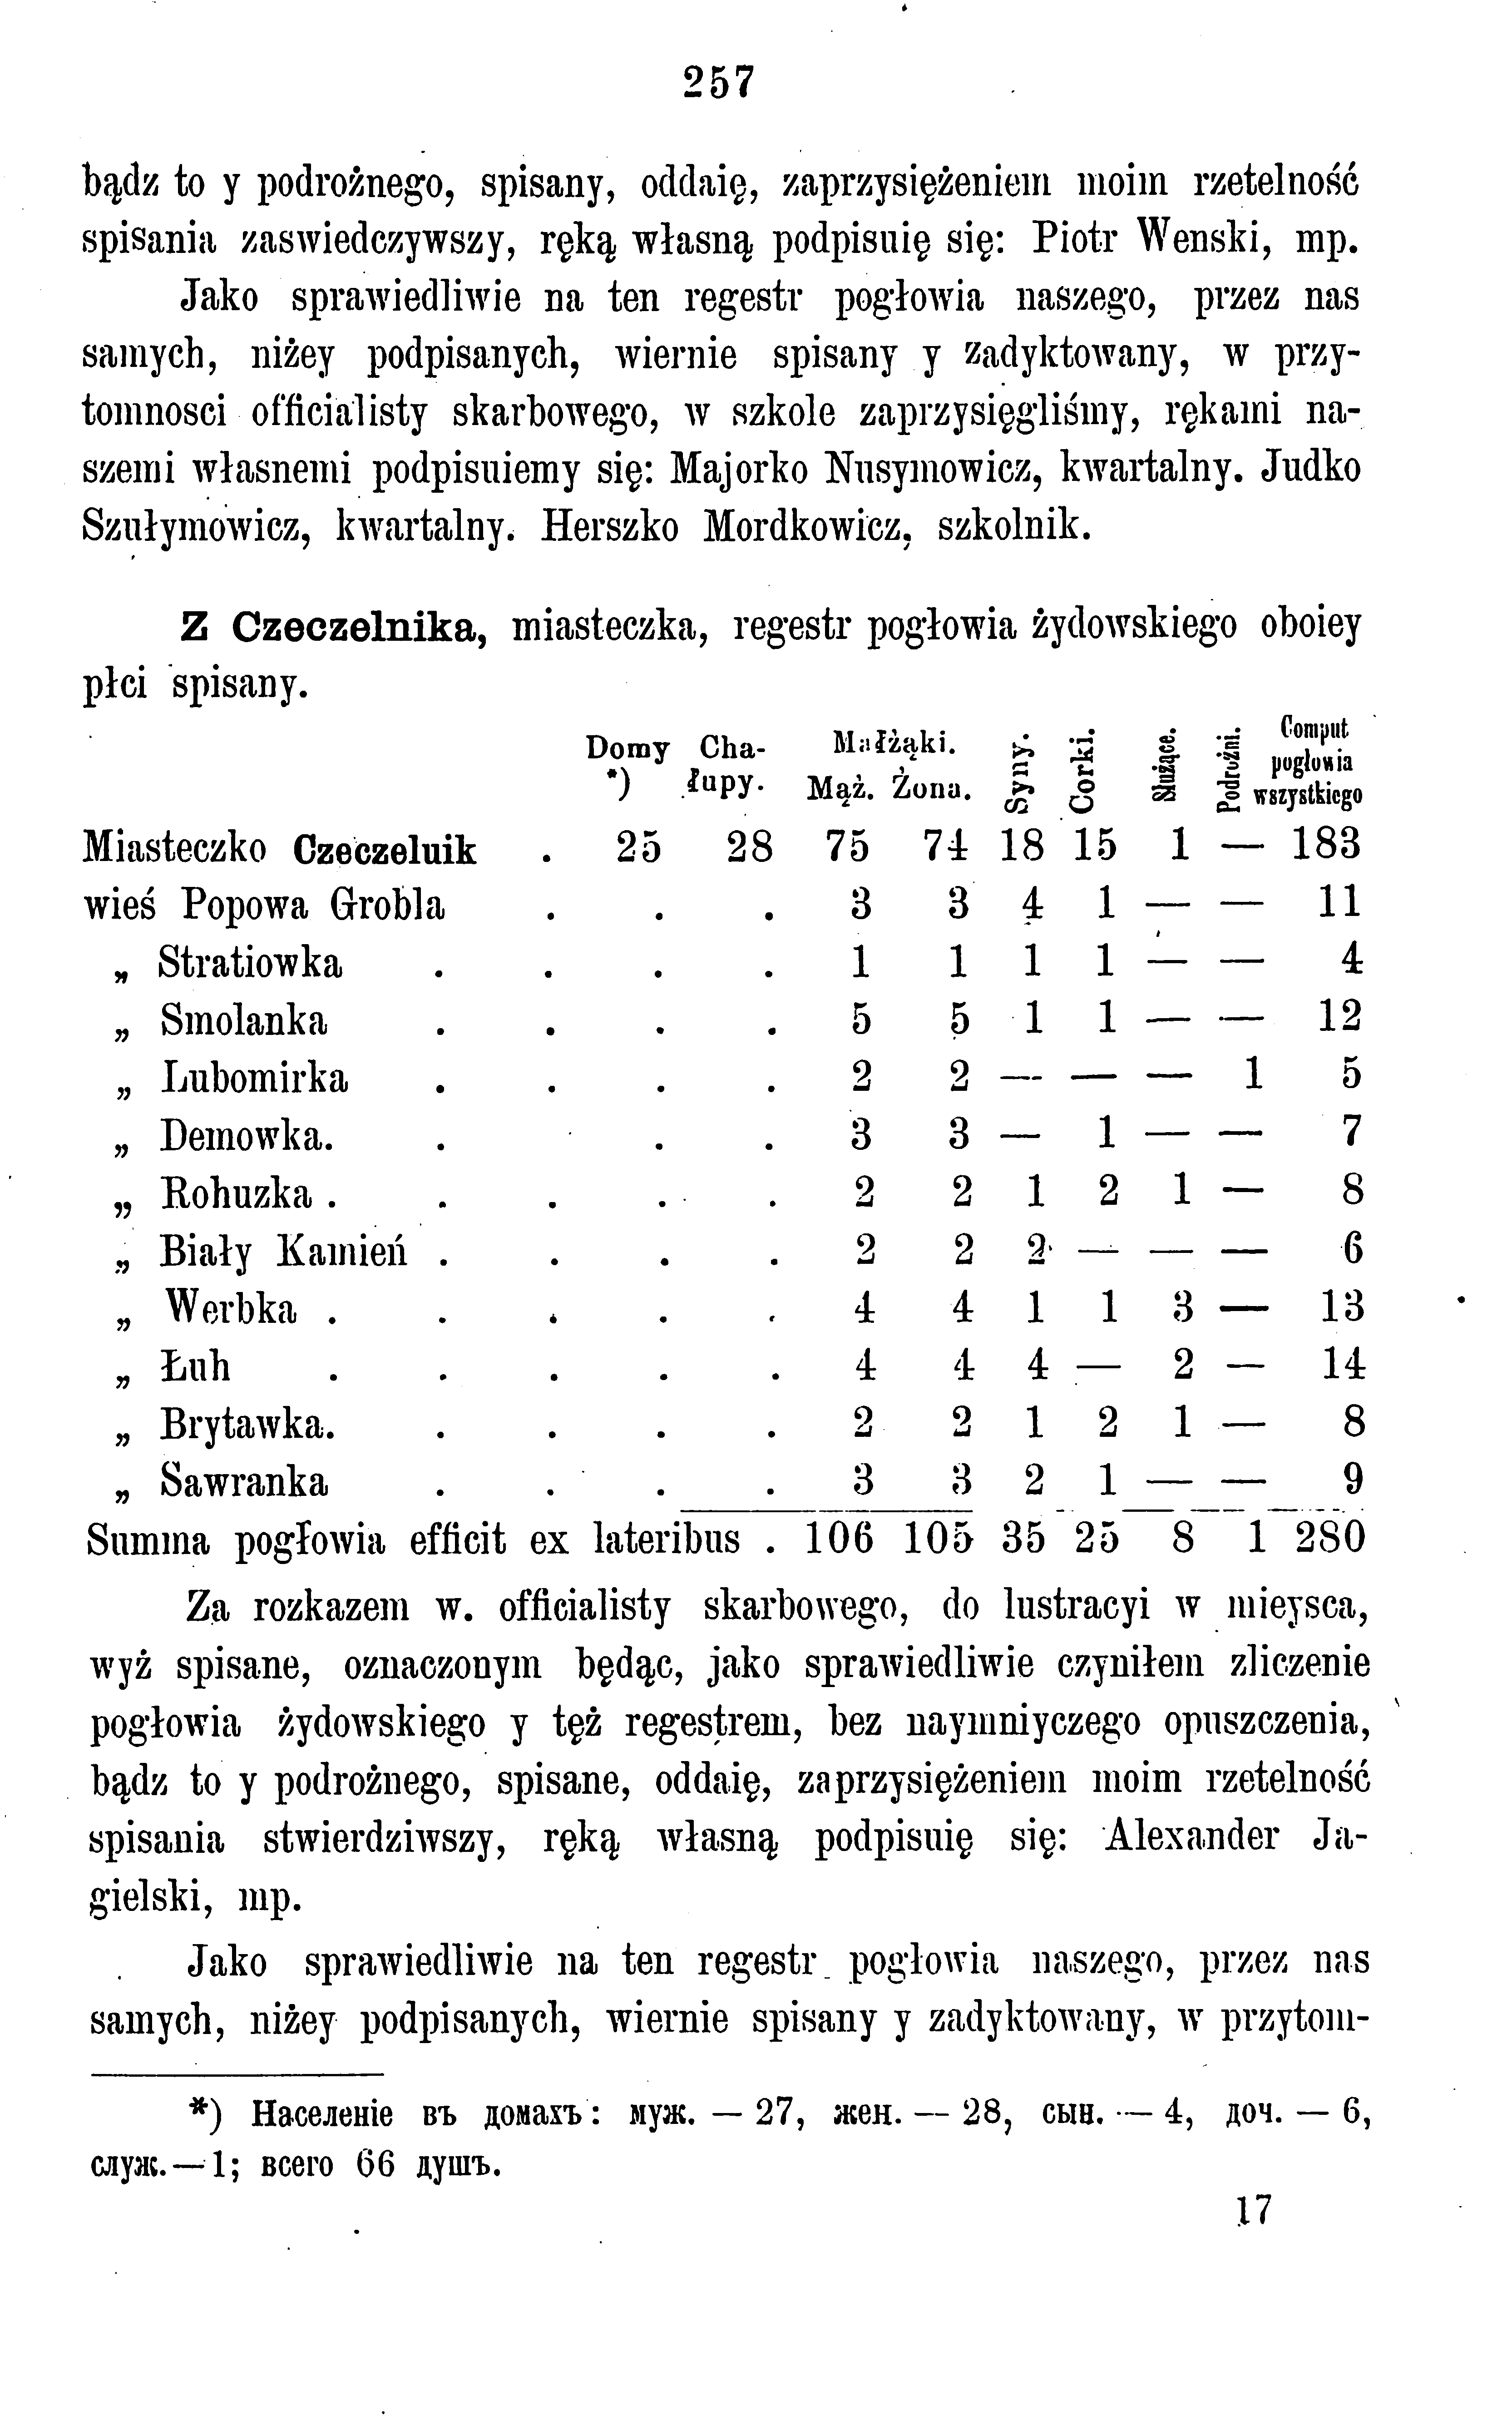 257
bądz to y podrożnego, spisany, oddaię, zaprzysiężeniem moim rzetelność
spisania zaswiedczywszy, ręką własną podpisuię się: Piotr Wenski, mp.
Jako sprawiedliwie na ten regestr pogłowia naszego, przez nas
samych, niżey podpisanych, wiernie spisany y zadyktowany, w przy-
tomnosci officialisty skarbowego, w szkole zaprzysięgliśmy, rękami na-
szemi własnemi podpisuiemy się: Majorko Nusymowicz, kwartalny. Judko
Szułymowicz, kwartalny. Herszko Mordkowicz, szkolnik.
Z Czeczelnika, miasteczka, regestr pogłowia żydowskiego oboiey
płci spisany.
Domy *) Cha-łupy. Małżąki. Mąż. Żona. Syny. Corki. Służące. Podrożni. Comput pogłowia wszystkiego
Miasteczko Czeczeluik . 25 28 75 74 18 15 1 — 183
wieś Popowa Grobla . . . 3 3 4 1 — — 11
„ Stratiowka . . . . 1 1 1 1 — — 4
„ Smolanka . . . . 5 5 1 1 — — 12
„ Lubomirka . . . . 2 2 — — — 1 5
„ Demowka. . . . 3 3 — 1 — — 7
„ Rohuzka . . . . . 2 2 1 2 1 — 8
„ Biały Kamień . . . . 2 2 2 — — — 6
„ Werbka . . . . . 4 4 1 1 3 — 13
„ Łuh . . . . . 4 4 4 — 2 — 14
„ Brytawka. . . . . 2 2 1 2 1 — 8
„ Sawranka . . . . 3 3 2 1 — — 9
Summa pogłowia efficit ex lateribus . 106 105 35 25 8 1 280
Za rozkazem w. officialisty skarbowego, do lustracyi w mieysca,
wyż spisane, oznaczonym będąc, jako sprawiedliwie czyniłem zliczenie
pogłowia żydowskiego y tęż regestrem, bez naymniyczego opuszczenia,
bądz to y podrożnego, spisane, oddaię, zaprzysiężeniem moim rzetelność
spisania stwierdziwszy, ręką własną podpisuię się: Alexander Ja-
gielski, mp.
Jako sprawiedliwie na ten regestr pogłowia naszego, przez nas
samych, niżey podpisanych, wiernie spisany y zadyktowany, w przytom-
*) Населеніе въ домахъ: муж. — 27, жен. — 28, сын. — 4, доч. — 6,
служ. — 1; всего 66 душъ.
17